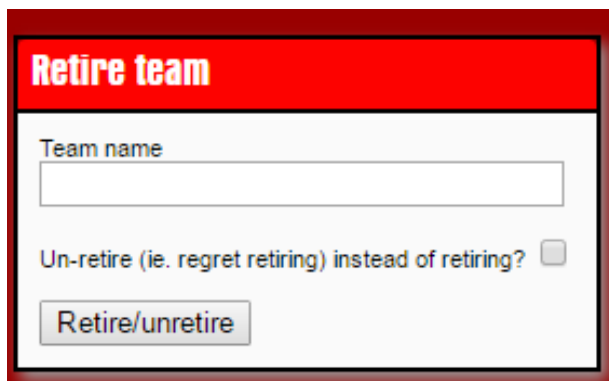 Retire team
Team name
Un-retire (ie. regret retiring) instead of retiring?
Retire/unretire